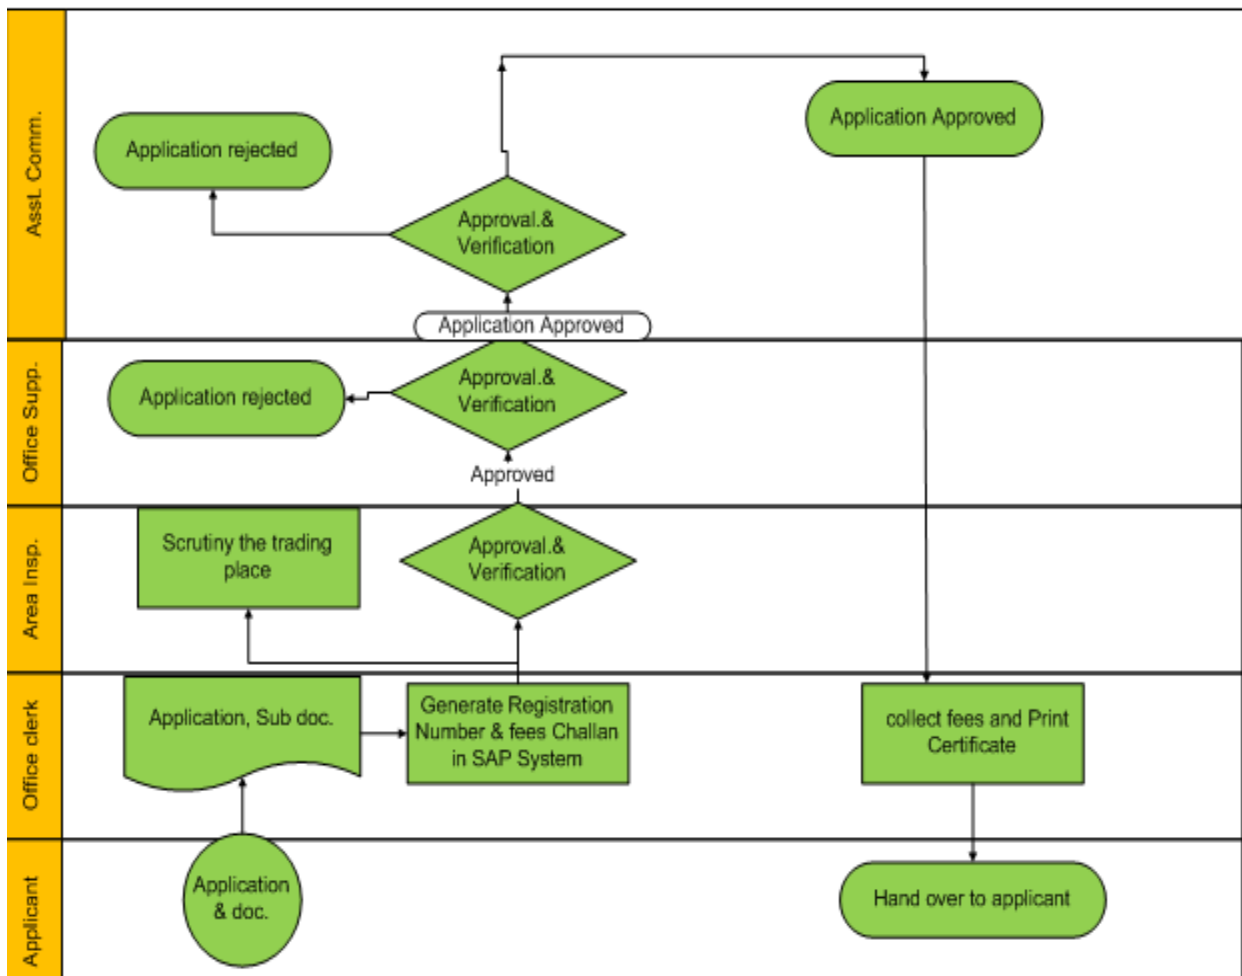 Asst. Comm.
Application rejected
Application Approved
Approval.&
Verification
Application Approved
Office Supp.
Application rejected
Approval.&
Verification
Approved
Area Insp.
Scrutiny the trading
place
Approval.&
Verification
Office clerk
Application, Sub doc.
Generate Registration
Number & fees Challan
in SAP System
collect fees and Print
Certificate
Applicant
Application
& doc.
Hand over to applicant